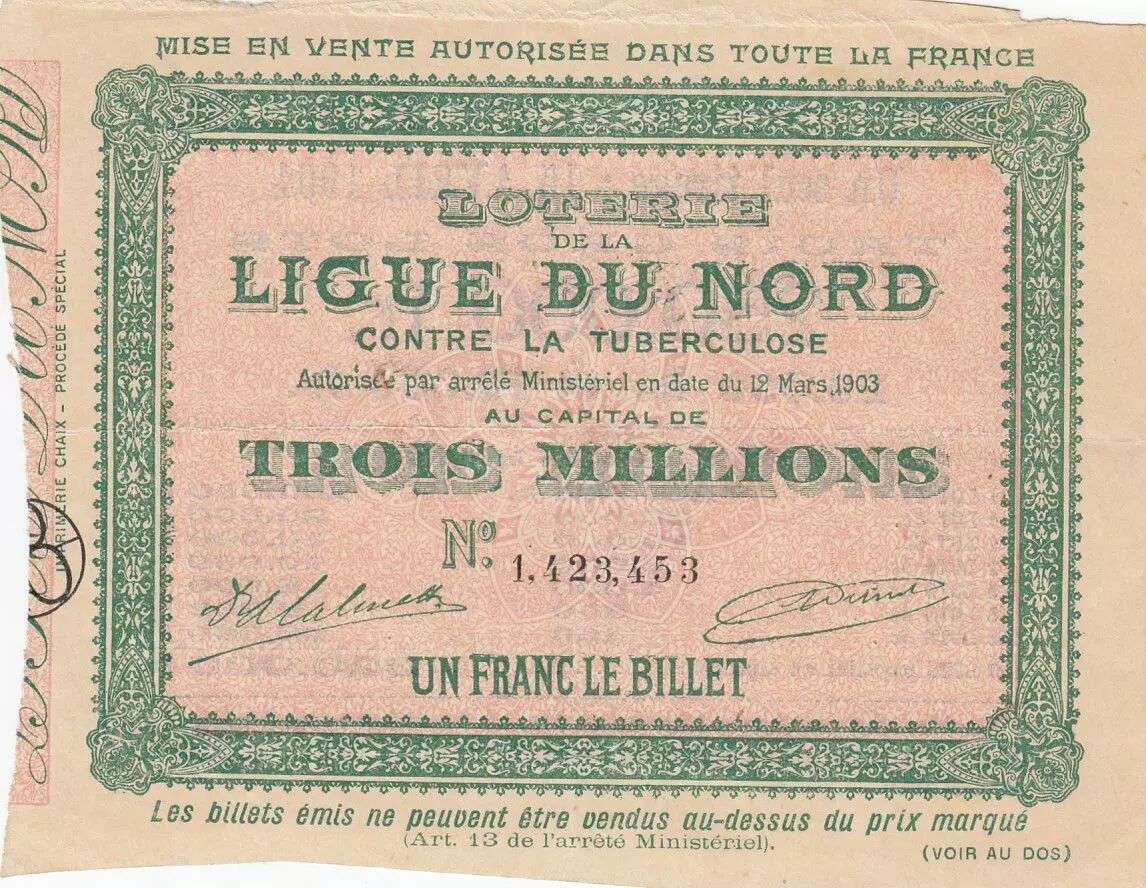 MISE EN VENTE AUTORISÉE DANS TOUTE LA FRANCE
LOTERIE
DE LA
LIGUE DU NORD
CONTRE LA TUBERCULOSE
Autorisée par arrêté Ministériel en date du 12 Mars 1903
AU CAPITAL DE
TROIS MILLIONS
No. 1,423,453
UN FRANC LE BILLET
Les billets émis ne peuvent être vendus au-dessus du prix marqué
(Art. 13 de l'arrêté Ministériel).
(VOIR AU DOS)
IMPRIMERIE CHAIX - PROCÉDÉ SPÉCIAL